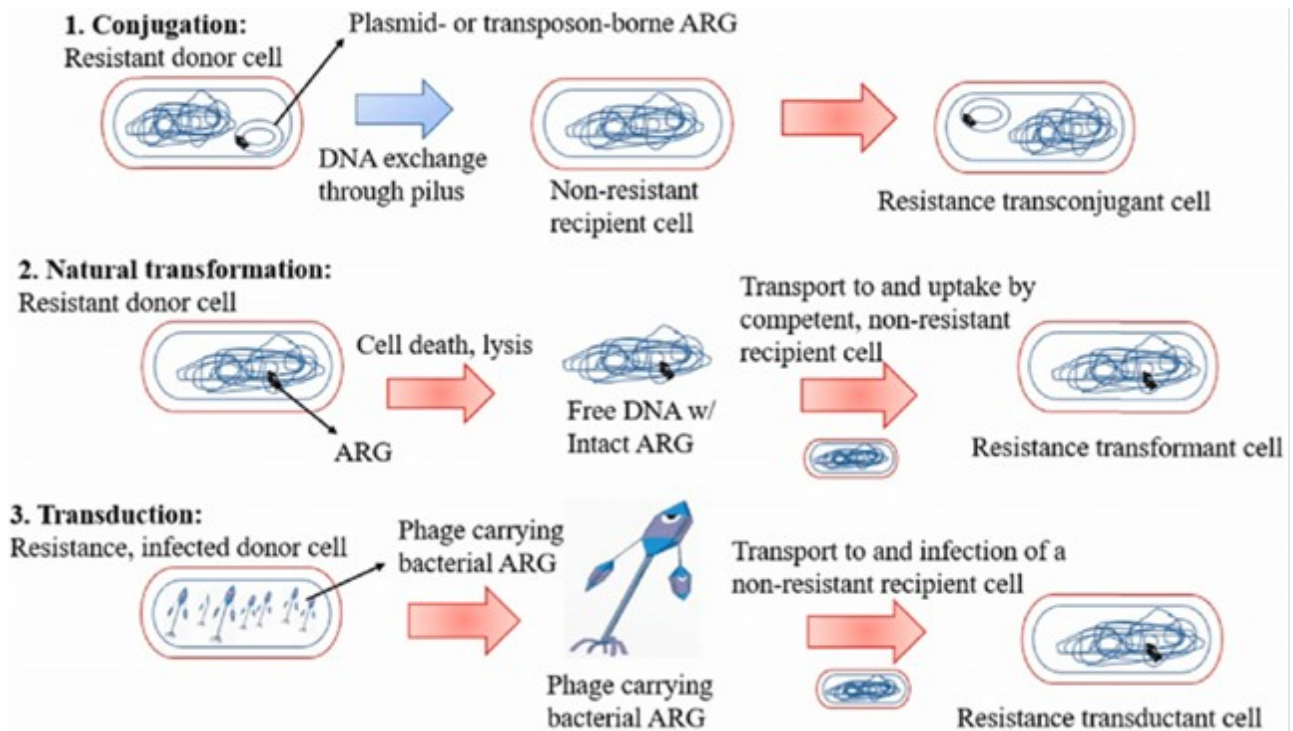 1. Conjugation:
Resistant donor cell
Plasmid- or transposon-borne ARG
DNA exchange
through pilus
Non-resistant
recipient cell
Resistance transconjugant cell
2. Natural transformation:
Resistant donor cell
ARG
Cell death, lysis
Free DNA w/
Intact ARG
Transport to and uptake by
competent, non-resistant
recipient cell
Resistance transformant cell
3. Transduction:
Resistance, infected donor cell
Phage carrying
bacterial ARG
Phage carrying
bacterial ARG
Transport to and infection of a
non-resistant recipient cell
Resistance transductant cell